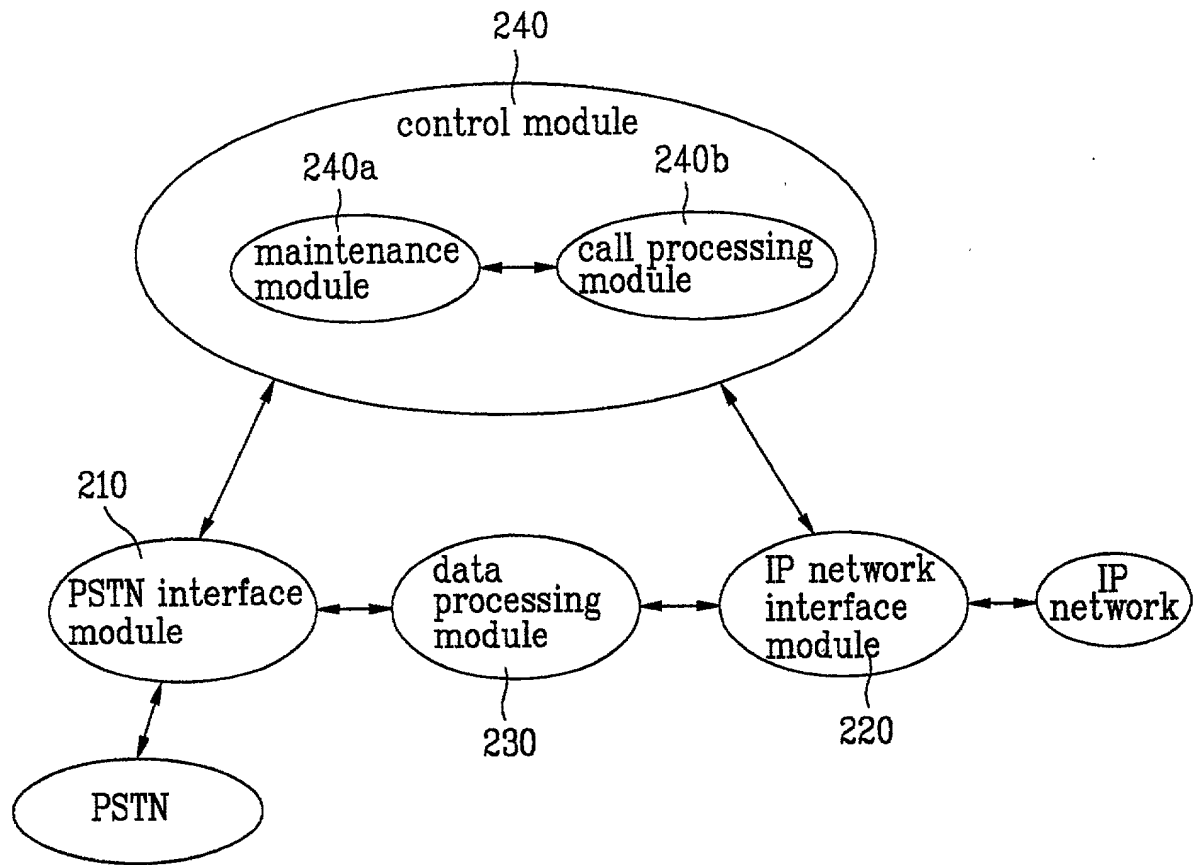 240
control module
240a
240b
maintenance
module
call processing
module
210
PSTN interface
module
data
processing
module
IP network
interface
module
IP
network
230
220
PSTN